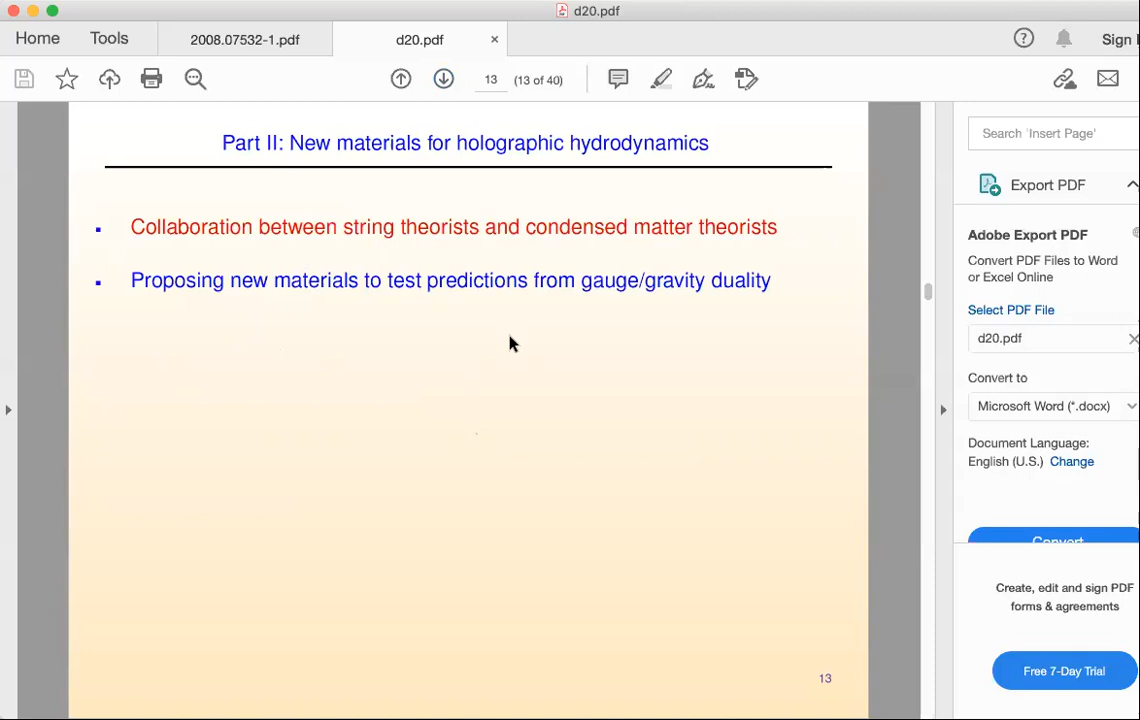 d20.pdf
Home Tools 2008.07532-1.pdf d20.pdf × Sign
13 (13 of 40)
Part II: New materials for holographic hydrodynamics
Collaboration between string theorists and condensed matter theorists
Proposing new materials to test predictions from gauge/gravity duality
13
Search 'Insert Page'
Export PDF
Adobe Export PDF
Convert PDF Files to Word
or Excel Online
Select PDF File
d20.pdf
Convert to
Microsoft Word (*.docx)
Document Language:
English (U.S.) Change
Convert
Create, edit and sign PDF
forms & agreements
Free 7-Day Trial